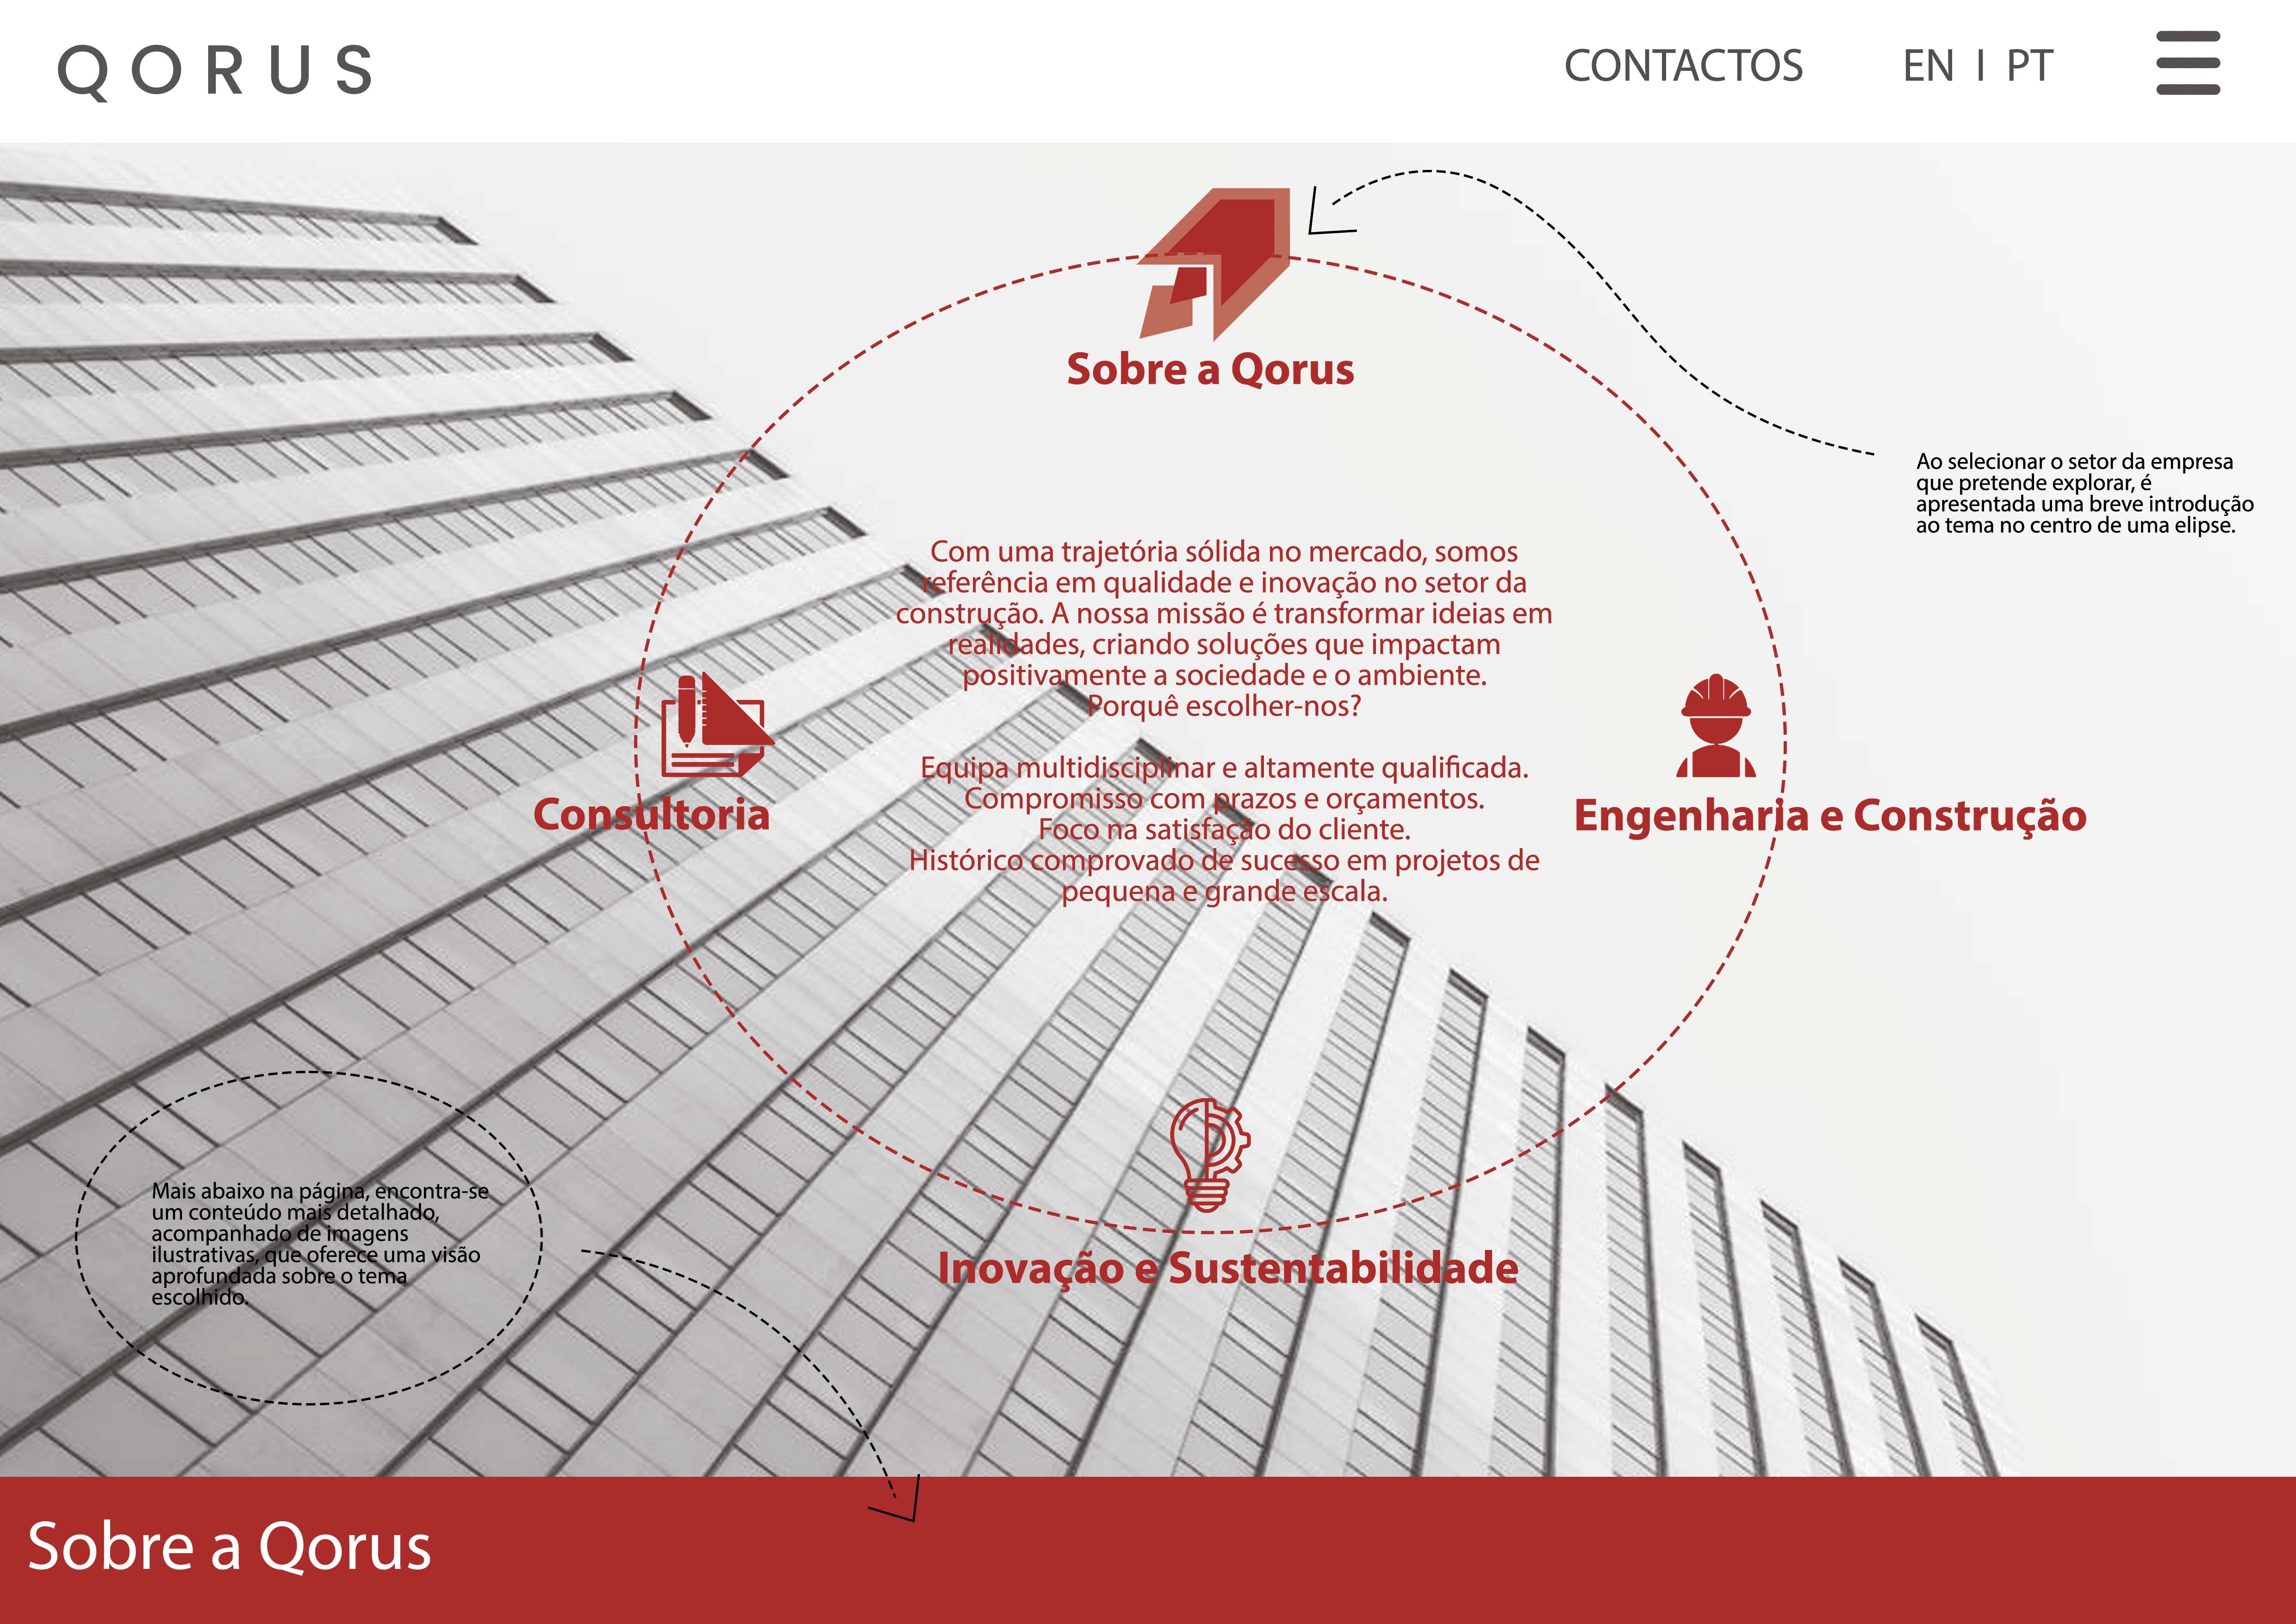 QORUS
CONTACTOS
EN I PT
Sobre a Qorus
Ao selecionar o setor da empresa
que pretende explorar, é
apresentada uma breve introdução
ao tema no centro de uma elipse.
Com uma trajetória sólida no mercado, somos
referência em qualidade e inovação no setor da
construção. A nossa missão é transformar ideias em
realidades, criando soluções que impactam
positivamente a sociedade e o ambiente.
Porquê escolher-nos?
Equipa multidisciplinar e altamente qualificada.
Compromisso com prazos e orçamentos.
Foco na satisfação do cliente.
Histórico comprovado de sucesso em projetos de
pequena e grande escala.
Consultoria
Engenharia e Construção
Inovação e Sustentabilidade
Mais abaixo na página, encontra-se
um conteúdo mais detalhado,
acompanhado de imagens
ilustrativas, que oferece uma visão
aprofundada sobre o tema
escolhido.
Sobre a Qorus